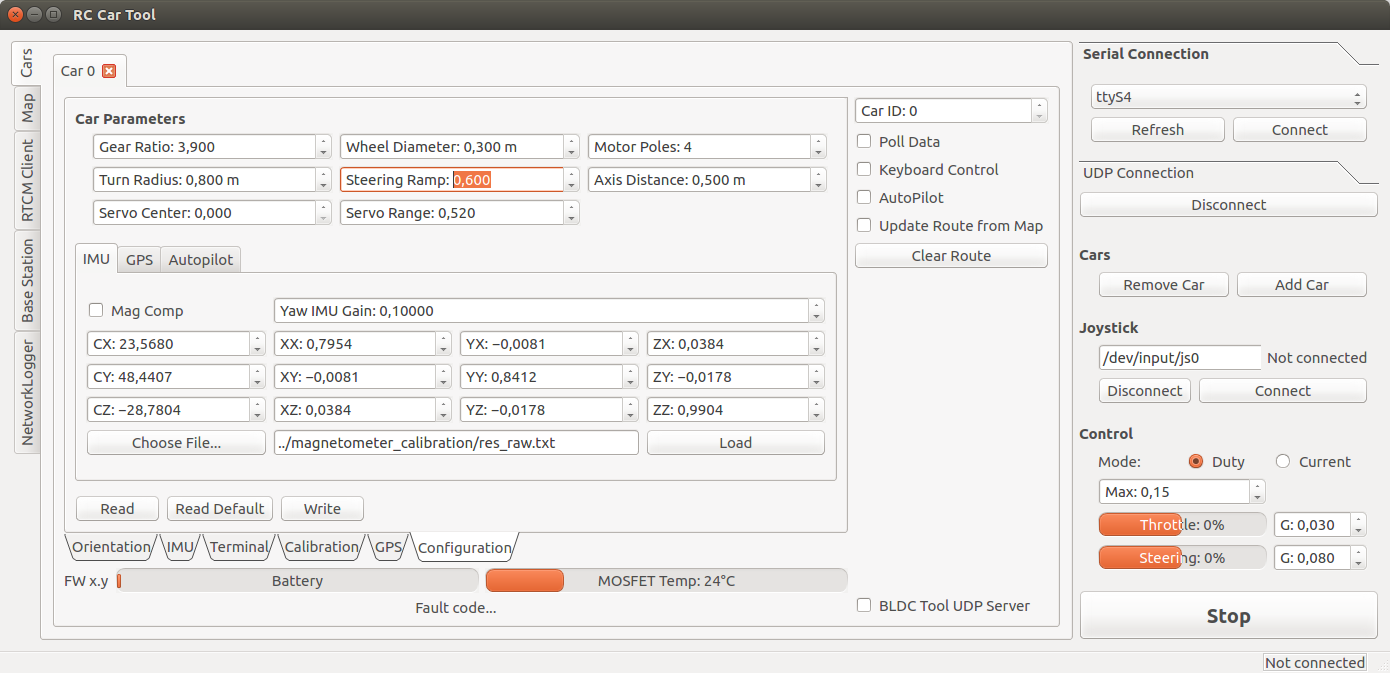 RC Car Tool
Cars
Map
RTCM Client
Base Station
NetworkLogger
Car 0
Car Parameters
Gear Ratio: 3,900
Wheel Diameter: 0,300 m
Motor Poles: 4
Turn Radius: 0,800 m
Steering Ramp: 0,600
Axis Distance: 0,500 m
Servo Center: 0,000
Servo Range: 0,520
IMU
GPS
Autopilot
Mag Comp
Yaw IMU Gain: 0,10000
CX: 23,5680
XX: 0,7954
YX: −0,0081
ZX: 0,0384
CY: 48,4407
XY: −0,0081
YY: 0,8412
ZY: −0,0178
CZ: −28,7804
XZ: 0,0384
YZ: −0,0178
ZZ: 0,9904
Choose File...
../magnetometer_calibration/res_raw.txt
Load
Read
Read Default
Write
Orientation
IMU
Terminal
Calibration
GPS
Configuration
FW x.y
Battery
MOSFET Temp: 24°C
Fault code...
Car ID: 0
Poll Data
Keyboard Control
AutoPilot
Update Route from Map
Clear Route
BLDC Tool UDP Server
Serial Connection
ttyS4
Refresh
Connect
UDP Connection
Disconnect
Cars
Remove Car
Add Car
Joystick
/dev/input/js0
Not connected
Disconnect
Connect
Control
Mode:
Duty
Current
Max: 0,15
Throttle: 0%
G: 0,030
Steering: 0%
G: 0,080
Stop
Not connected